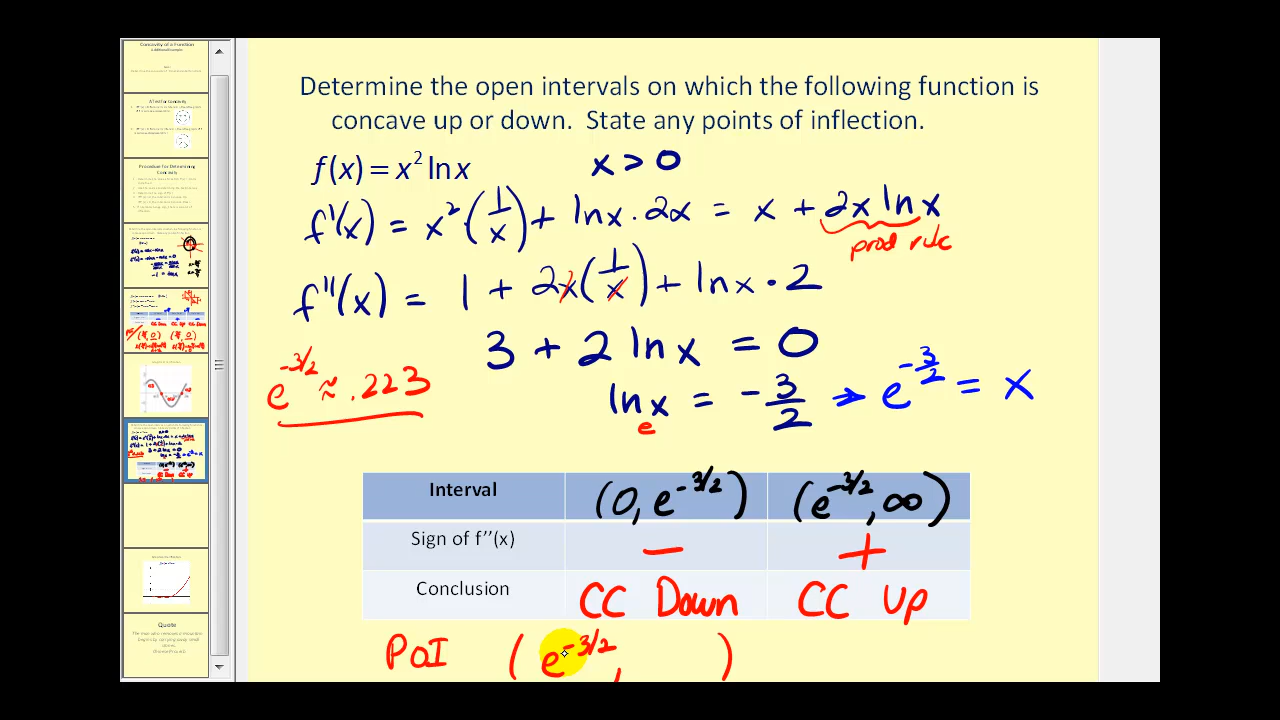 Concavity of a Function
A Test for Concavity
Procedure for Determining
Concavity
Quote
Determine the open intervals on which the following function is
concave up or down. State any points of inflection.
f(x) = x² ln x x > 0
f'(x) = x² (1/x) + ln x · 2x = x + 2x ln x
prod rule
f''(x) = 1 + 2x(1/x) + ln x · 2
3 + 2 ln x = 0
e^-3/2 ≈ .223
ln x = -3/2 → e^-3/2 = x
e
Interval (0, e^-3/2) (e^-3/2, ∞)
Sign of f''(x) − +
Conclusion CC Down CC Up
PoI (e^-3/2, )